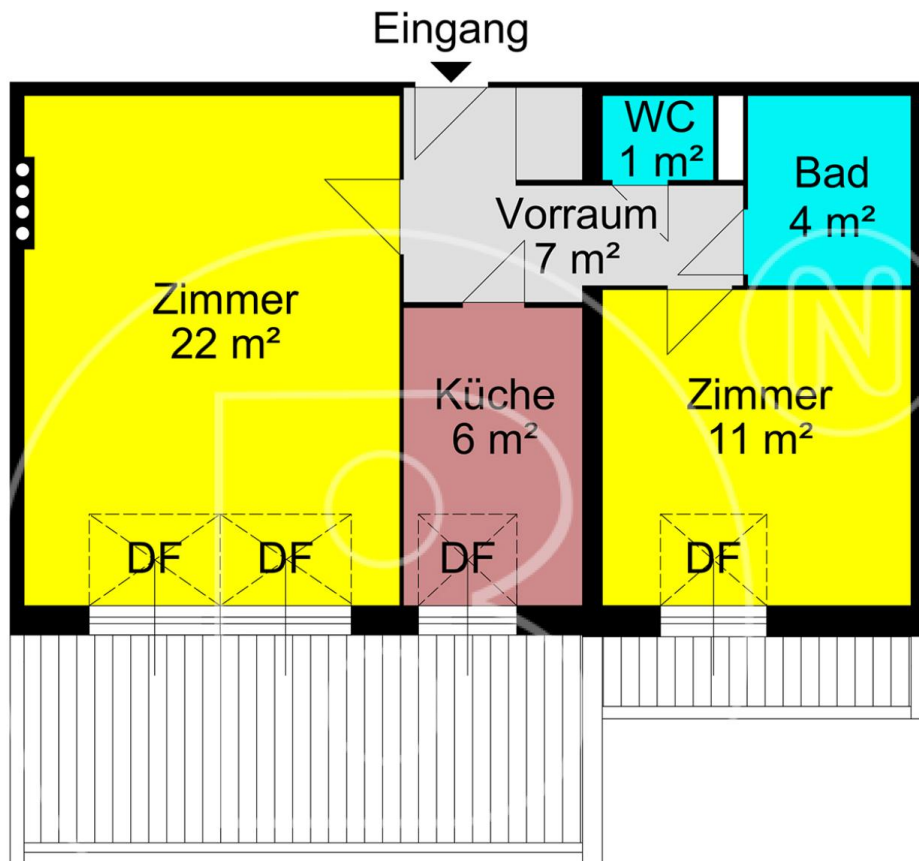 Eingang
WC
1 m²
Bad
4 m²
Vorraum
7 m²
Zimmer
22 m²
Küche
6 m²
Zimmer
11 m²
DF
DF
DF
DF
N